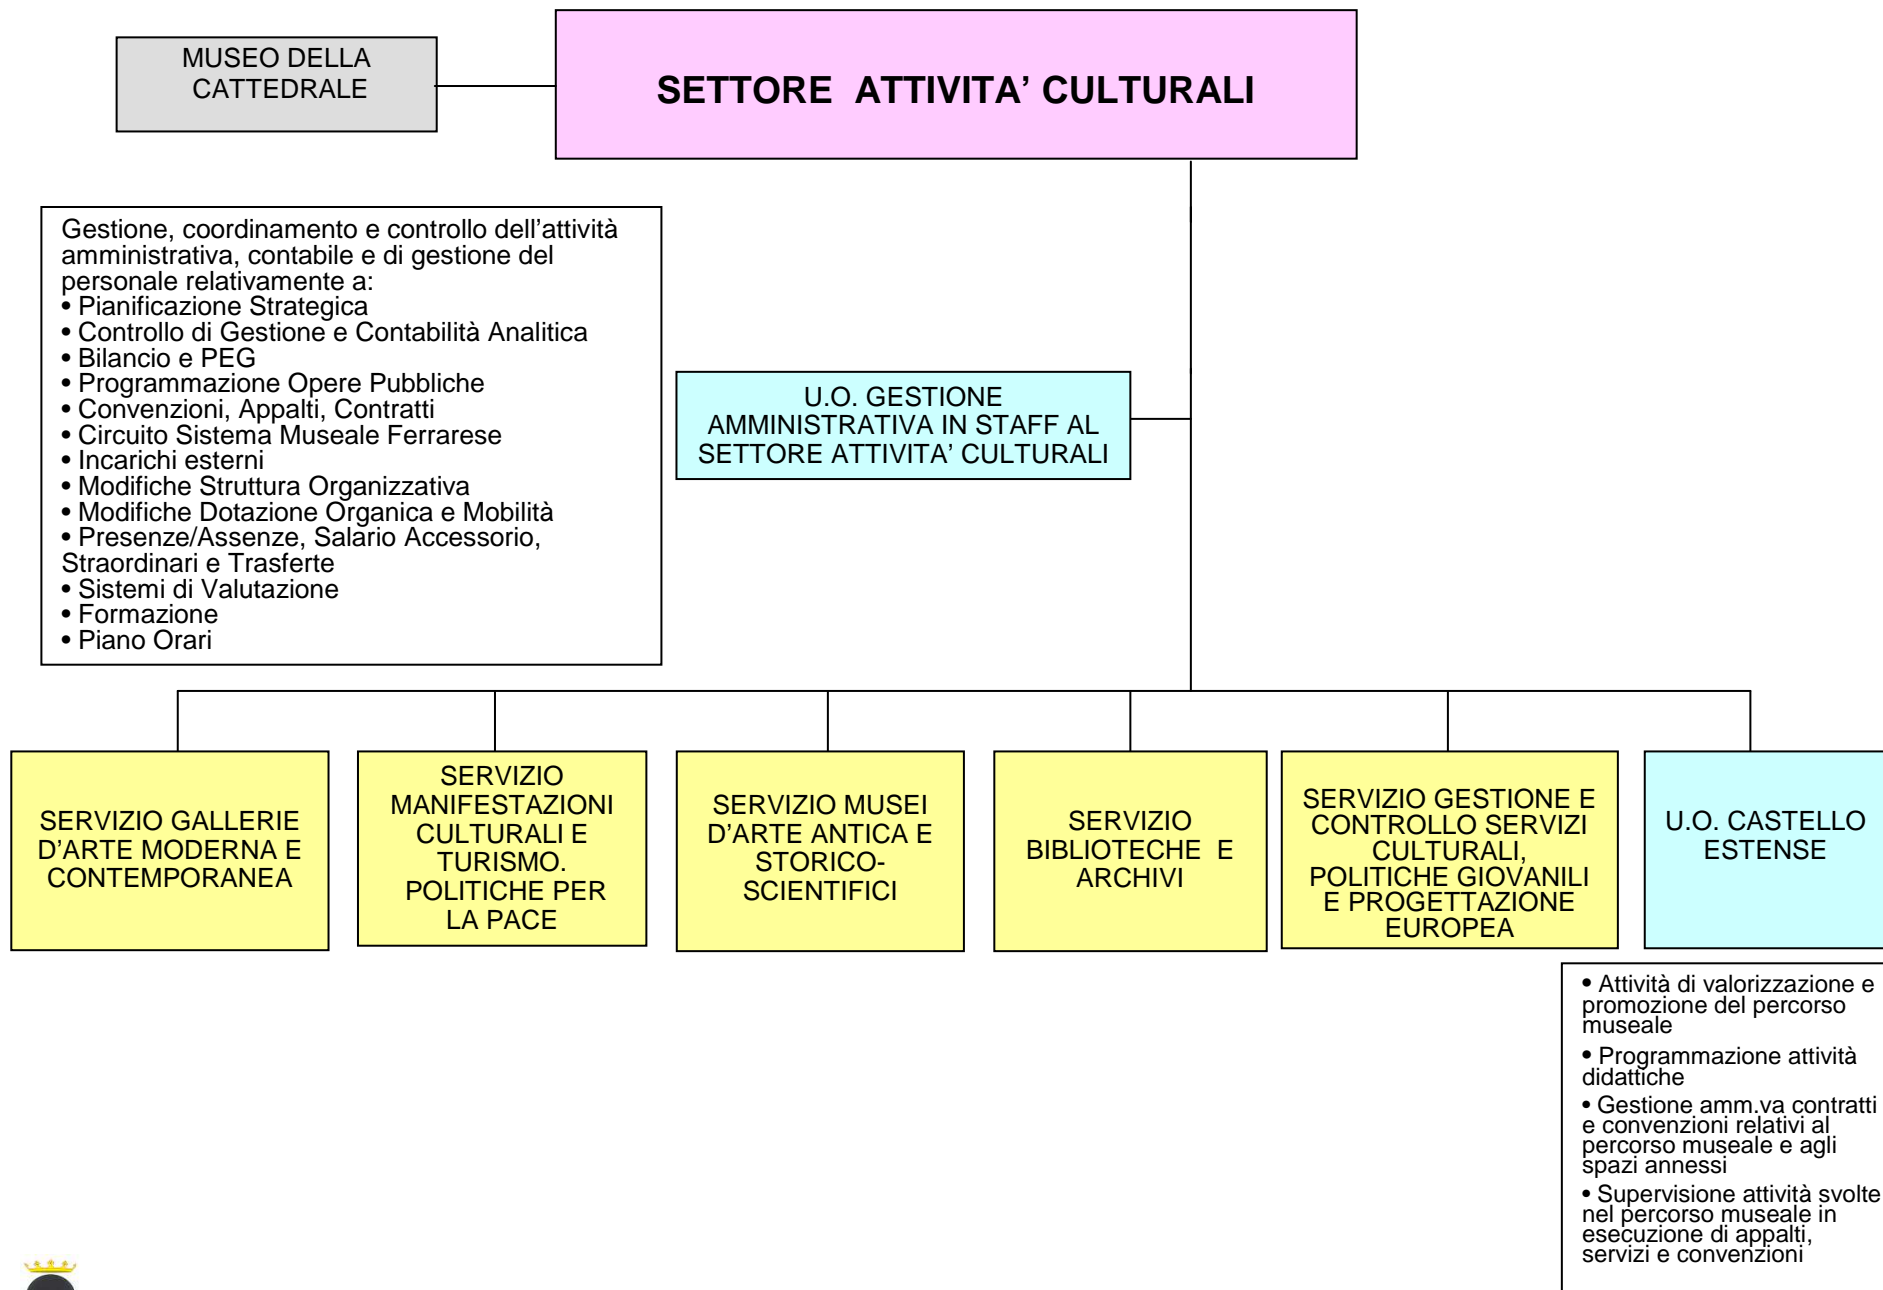 MUSEO DELLA
CATTEDRALE
SETTORE ATTIVITA’ CULTURALI
Gestione, coordinamento e controllo dell’attività
amministrativa, contabile e di gestione del
personale relativamente a:
• Pianificazione Strategica
• Controllo di Gestione e Contabilità Analitica
• Bilancio e PEG
• Programmazione Opere Pubbliche
• Convenzioni, Appalti, Contratti
• Circuito Sistema Museale Ferrarese
• Incarichi esterni
• Modifiche Struttura Organizzativa
• Modifiche Dotazione Organica e Mobilità
• Presenze/Assenze, Salario Accessorio,
Straordinari e Trasferte
• Sistemi di Valutazione
• Formazione
• Piano Orari
U.O. GESTIONE
AMMINISTRATIVA IN STAFF AL
SETTORE ATTIVITA’ CULTURALI
SERVIZIO GALLERIE
D’ARTE MODERNA E
CONTEMPORANEA
SERVIZIO
MANIFESTAZIONI
CULTURALI E
TURISMO.
POLITICHE PER
LA PACE
SERVIZIO MUSEI
D’ARTE ANTICA E
STORICO-
SCIENTIFICI
SERVIZIO
BIBLIOTECHE E
ARCHIVI
SERVIZIO GESTIONE E
CONTROLLO SERVIZI
CULTURALI,
POLITICHE GIOVANILI
E PROGETTAZIONE
EUROPEA
U.O. CASTELLO
ESTENSE
• Attività di valorizzazione e
promozione del percorso
museale
• Programmazione attività
didattiche
• Gestione amm.va contratti
e convenzioni relativi al
percorso museale e agli
spazi annessi
• Supervisione attività svolte
nel percorso museale in
esecuzione di appalti,
servizi e convenzioni